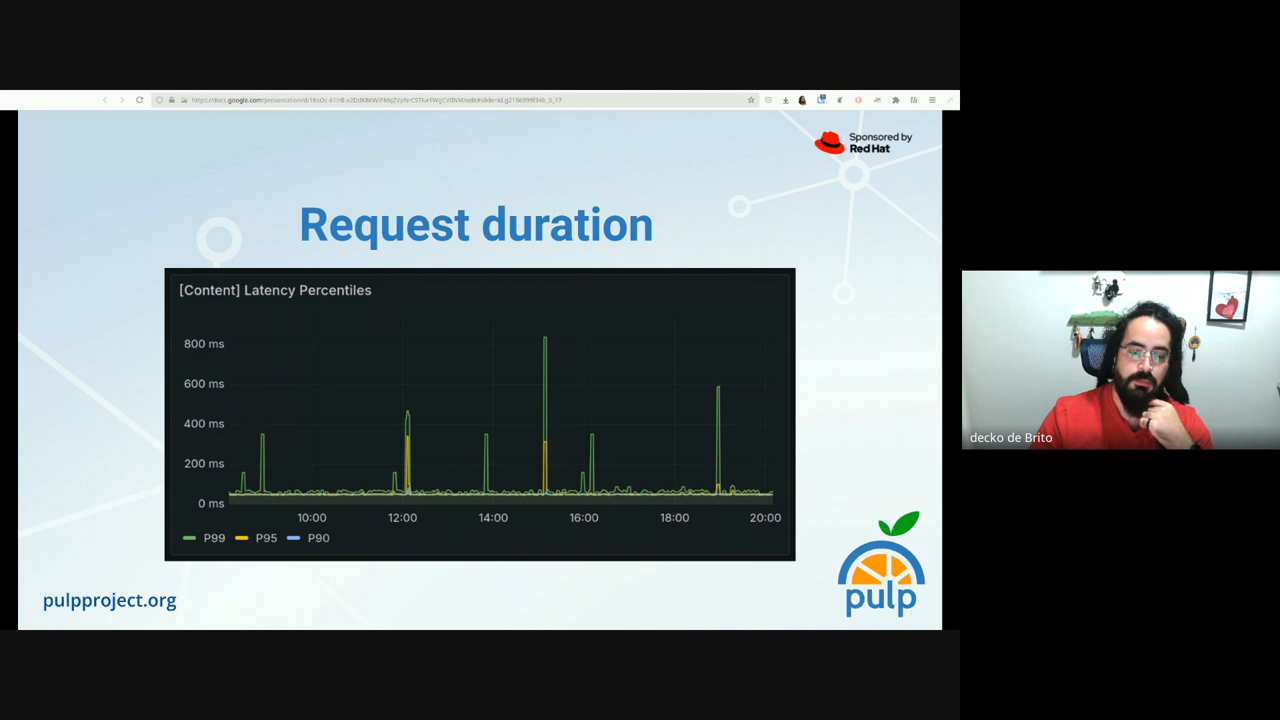 Sponsored by
Red Hat
Request duration
[Content] Latency Percentiles
800 ms
600 ms
400 ms
200 ms
0 ms
10:00 12:00 14:00 16:00 18:00 20:00
P99 P95 P90
decko de Brito
pulpproject.org
pulp